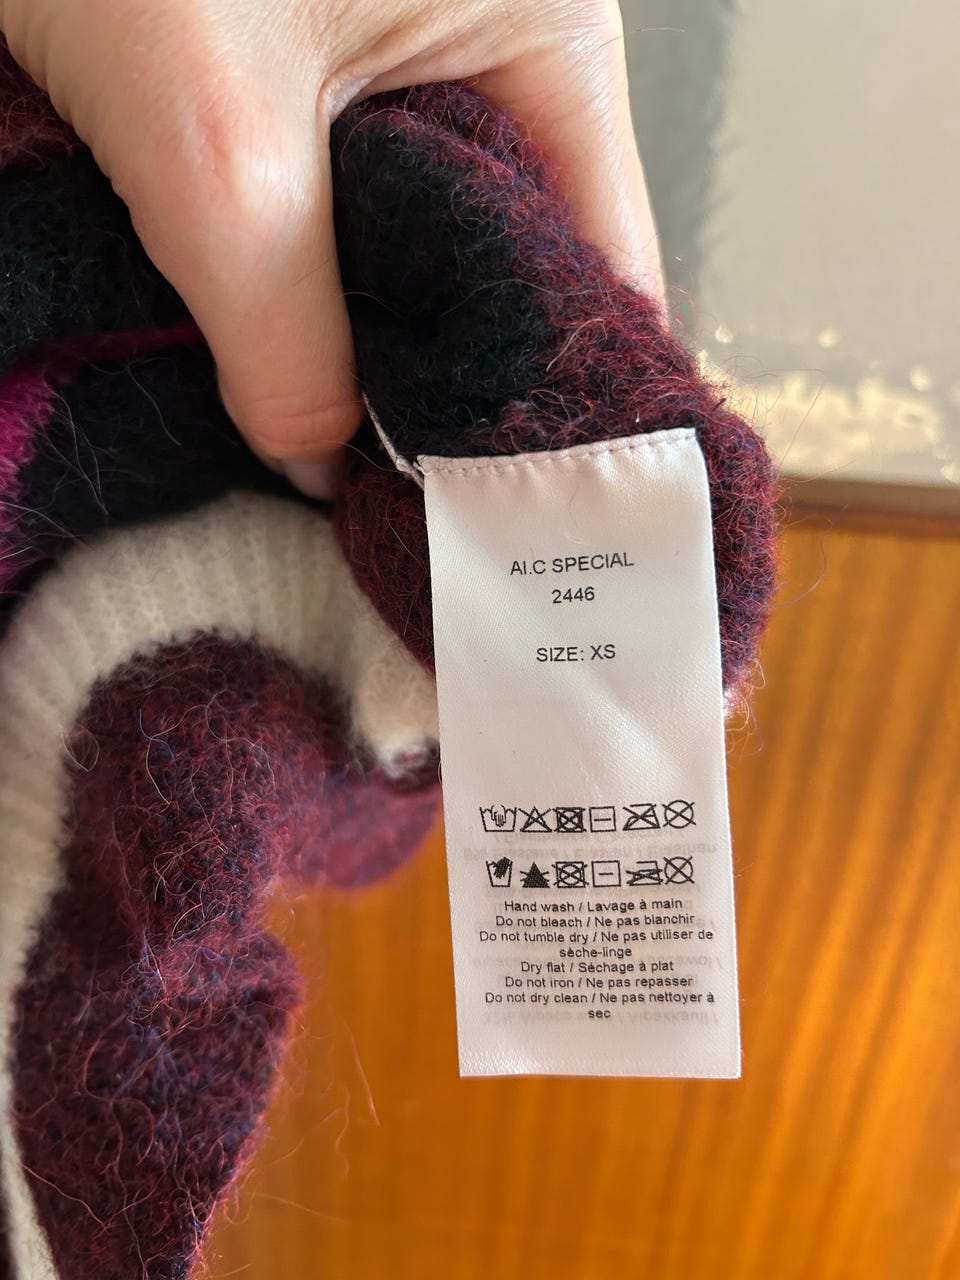 AI.C SPECIAL
2446
SIZE: XS
Hand wash / Lavage à main
Do not bleach / Ne pas blanchir
Do not tumble dry / Ne pas utiliser de
sèche-linge
Dry flat / Séchage à plat
Do not iron / Ne pas repasser
Do not dry clean / Ne pas nettoyer à
sec